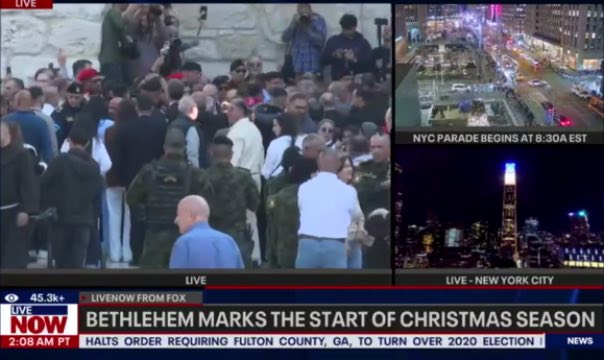 LIVE
LIVE
NYC PARADE BEGINS AT 8:30A EST
LIVE
LIVE - NEW YORK CITY
45.3k+
LIVENOW FROM FOX
LIVE
NOW
BETHLEHEM MARKS THE START OF CHRISTMAS SEASON
2:08 AM PT
HALTS ORDER REQUIRING FULTON COUNTY, GA, TO TURN OVER 2020 ELECTION
NEWS